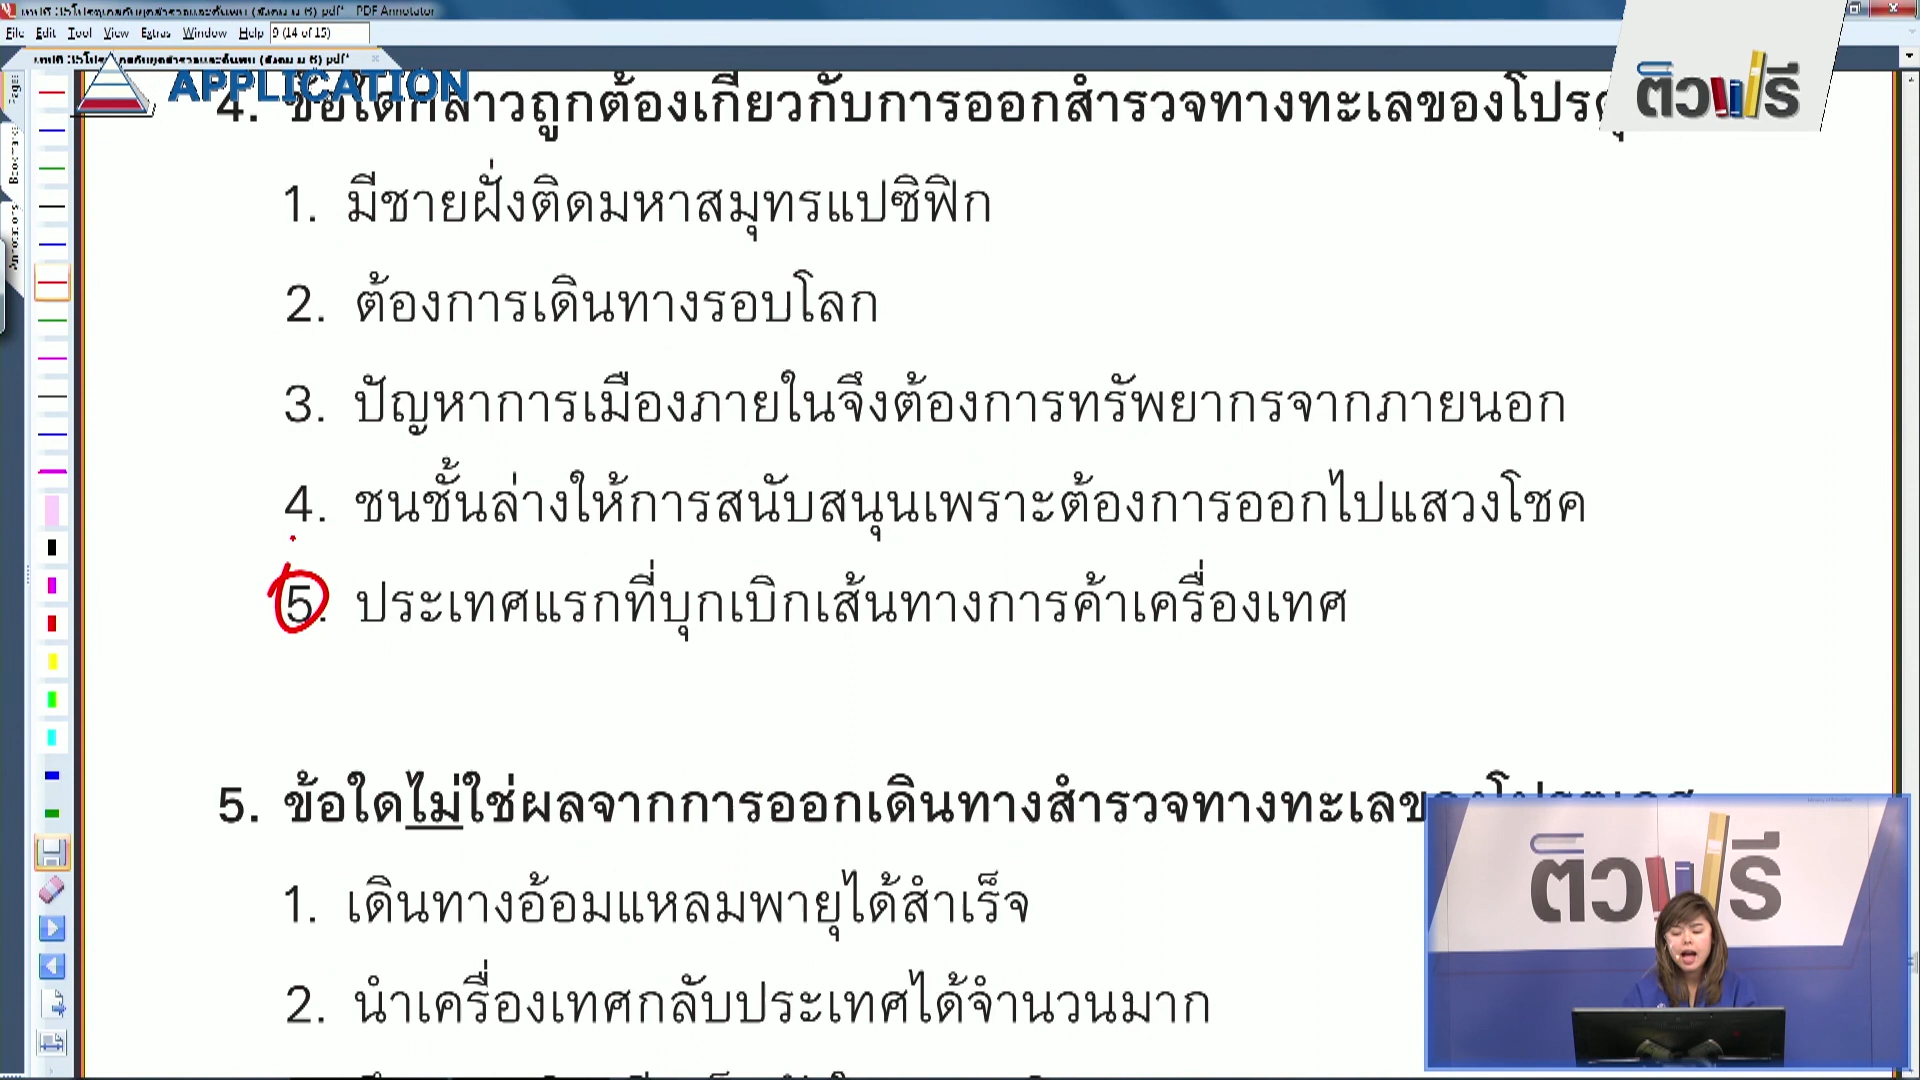 PDF Annotator
File Edit Tool View Extras Window Help 9 (14 of 15)
APPLICATION
ติวฟรี
4. ข้อใดกล่าวถูกต้องเกี่ยวกับการออกสำรวจทางทะเลของ
1. มีชายฝั่งติดมหาสมุทรแปซิฟิก
2. ต้องการเดินทางรอบโลก
3. ปัญหาการเมืองภายในจึงต้องการทรัพยากรจากภายนอก
4. ชนชั้นล่างให้การสนับสนุนเพราะต้องการออกไปแสวงโชค
5. ประเทศแรกที่บุกเบิกเส้นทางการค้าเครื่องเทศ
5. ข้อใดไม่ใช่ผลจากการออกเดินทางสำรวจทางทะเลของโปรตุเกส
1. เดินทางอ้อมแหลมพายุได้สำเร็จ
2. นำเครื่องเทศกลับประเทศได้จำนวนมาก
ติวฟรี